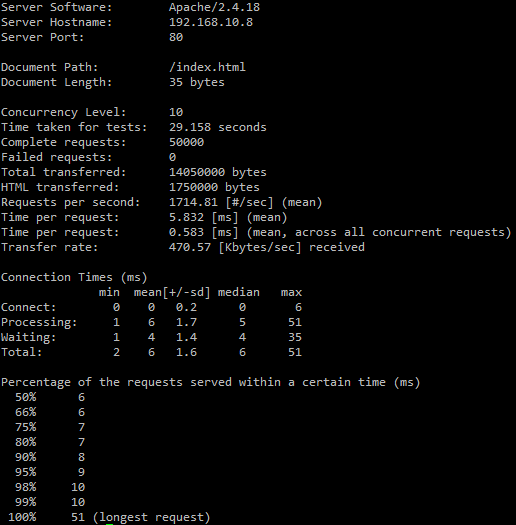 Server Software:        Apache/2.4.18
Server Hostname:        192.168.10.8
Server Port:            80

Document Path:          /index.html
Document Length:        35 bytes

Concurrency Level:      10
Time taken for tests:   29.158 seconds
Complete requests:      50000
Failed requests:        0
Total transferred:      14050000 bytes
HTML transferred:       1750000 bytes
Requests per second:    1714.81 [#/sec] (mean)
Time per request:       5.832 [ms] (mean)
Time per request:       0.583 [ms] (mean, across all concurrent requests)
Transfer rate:          470.57 [Kbytes/sec] received

Connection Times (ms)
              min  mean[+/-sd] median   max
Connect:        0    0   0.2      0       6
Processing:     1    6   1.7      5      51
Waiting:        1    4   1.4      4      35
Total:          2    6   1.6      6      51

Percentage of the requests served within a certain time (ms)
  50%      6
  66%      6
  75%      7
  80%      7
  90%      8
  95%      9
  98%     10
  99%     10
 100%     51 (longest request)